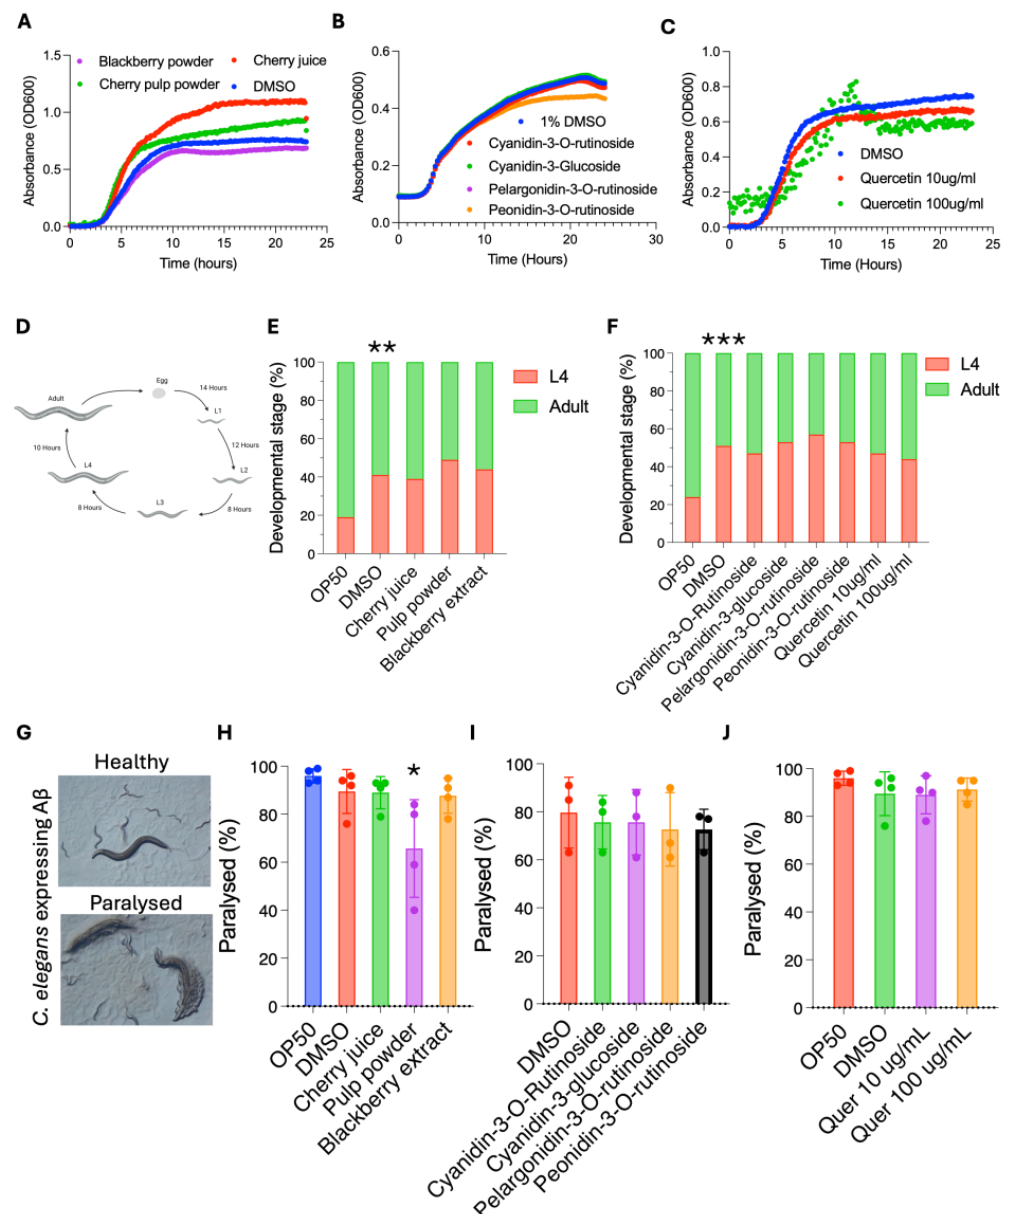 A
Absorbance (OD600)
1.5
1.0
0.5
0.0
0 5 10 15 20 25
Time (hours)
Blackberry powder
Cherry juice
Cherry pulp powder
DMSO
B
Absorbance (OD600)
0.6
0.4
0.2
0.0
0 10 20 30
Time (Hours)
1% DMSO
Cyanidin-3-O-rutinoside
Cyanidin-3-Glucoside
Pelargonidin-3-O-rutinoside
Peonidin-3-O-rutinoside
C
Absorbance (OD600)
1.0
0.8
0.6
0.4
0.2
0.0
0 5 10 15 20 25
Time (Hours)
DMSO
Quercetin 10ug/ml
Quercetin 100ug/ml
D
Egg
14 Hours
L1
12 Hours
L2
8 Hours
L3
8 Hours
L4
10 Hours
Adult
E
**
Developmental stage (%)
100
80
60
40
20
0
OP50
DMSO
Cherry juice
Pulp powder
Blackberry extract
L4
Adult
F
***
Developmental stage (%)
100
80
60
40
20
0
OP50
DMSO
Cyanidin-3-O-Rutinoside
Cyanidin-3-glucoside
Pelargonidin-3-O-rutinoside
Peonidin-3-O-rutinoside
Quercetin 10ug/ml
Quercetin 100ug/ml
L4
Adult
G
C elegans expressing Aβ
Healthy
Paralysed
H
*
Paralysed (%)
100
80
60
40
20
0
OP50
DMSO
Cherry juice
Pulp powder
Blackberry extract
I
Paralysed (%)
100
80
60
40
20
0
DMSO
Cyanidin-3-O-Rutinoside
Cyanidin-3-glucoside
Pelargonidin-3-O-rutinoside
Peonidin-3-O-rutinoside
J
Paralysed (%)
100
80
60
40
20
0
OP50
DMSO
Quer 10 ug/mL
Quer 100 ug/mL